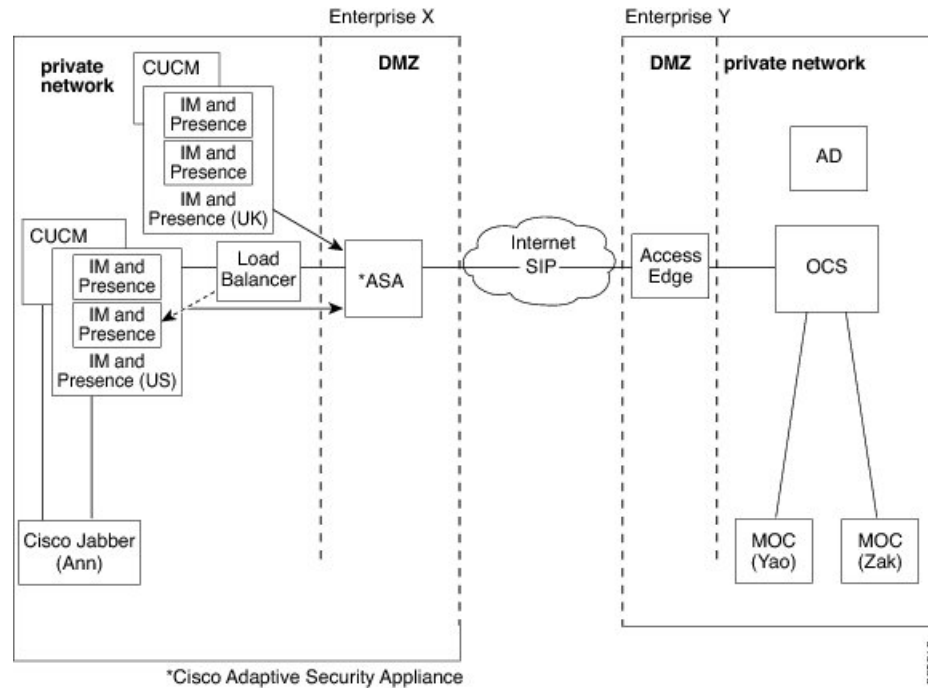 Enterprise X
Enterprise Y
private
network
DMZ
DMZ
private network
CUCM
IM and
Presence
IM and
Presence
IM and
Presence (UK)
AD
CUCM
IM and
Presence
IM and
Presence
IM and
Presence (US)
Load
Balancer
*ASA
Internet
SIP
Access
Edge
OCS
Cisco Jabber
(Ann)
MOC
(Yao)
MOC
(Zak)
*Cisco Adaptive Security Appliance